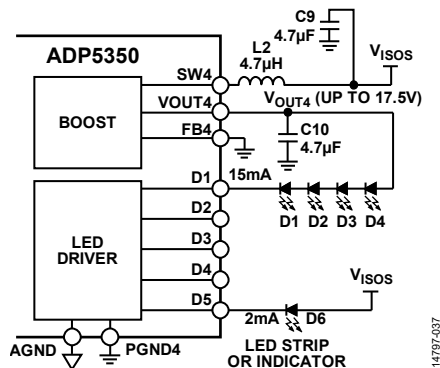 C9
4.7µF
ADP5350
L2
4.7µH
VISOS
SW4
VOUT4
VOUT4 (UP TO 17.5V)
BOOST
FB4
C10
4.7µF
D1
15mA
D2
D1 D2 D3 D4
LED
DRIVER
D3
D4
VISOS
D5
2mA
D6
AGND
PGND4
LED STRIP
OR INDICATOR
14797-037